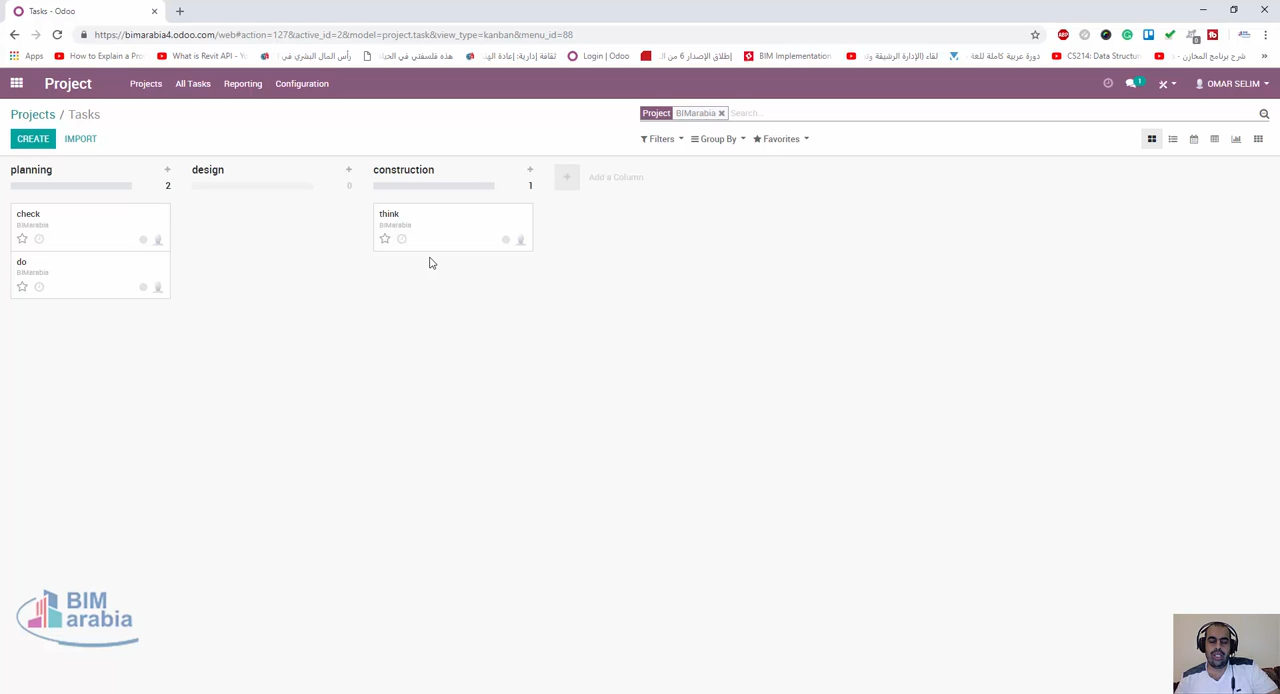 Tasks - Odoo
https://bimarabia4.odoo.com/web#action=127&active_id=2&model=project.task&view_type=kanban&menu_id=88
Apps
How to Explain a Pro
What is Revit API - Yo
رأس المال البشري في
هذه فلسفتي في الحيا
ثقافة إدارية: إعادة الهند
Login | Odoo
إطلاق الإصدار 6 من ال
BIM Implementation
لقاء (الإدارة الرشيقة و
دورة عربية كاملة للغة
CS214: Data Structur
شرح برنامج المخازن -
»
Project
Projects
All Tasks
Reporting
Configuration
1
OMAR SELIM
Projects / Tasks
Project BIMarabia
Search...
CREATE
IMPORT
Filters
Group By
Favorites
planning
2
design
0
construction
1
Add a Column
check
BIMarabia
do
BIMarabia
think
BIMarabia
BIM
arabia